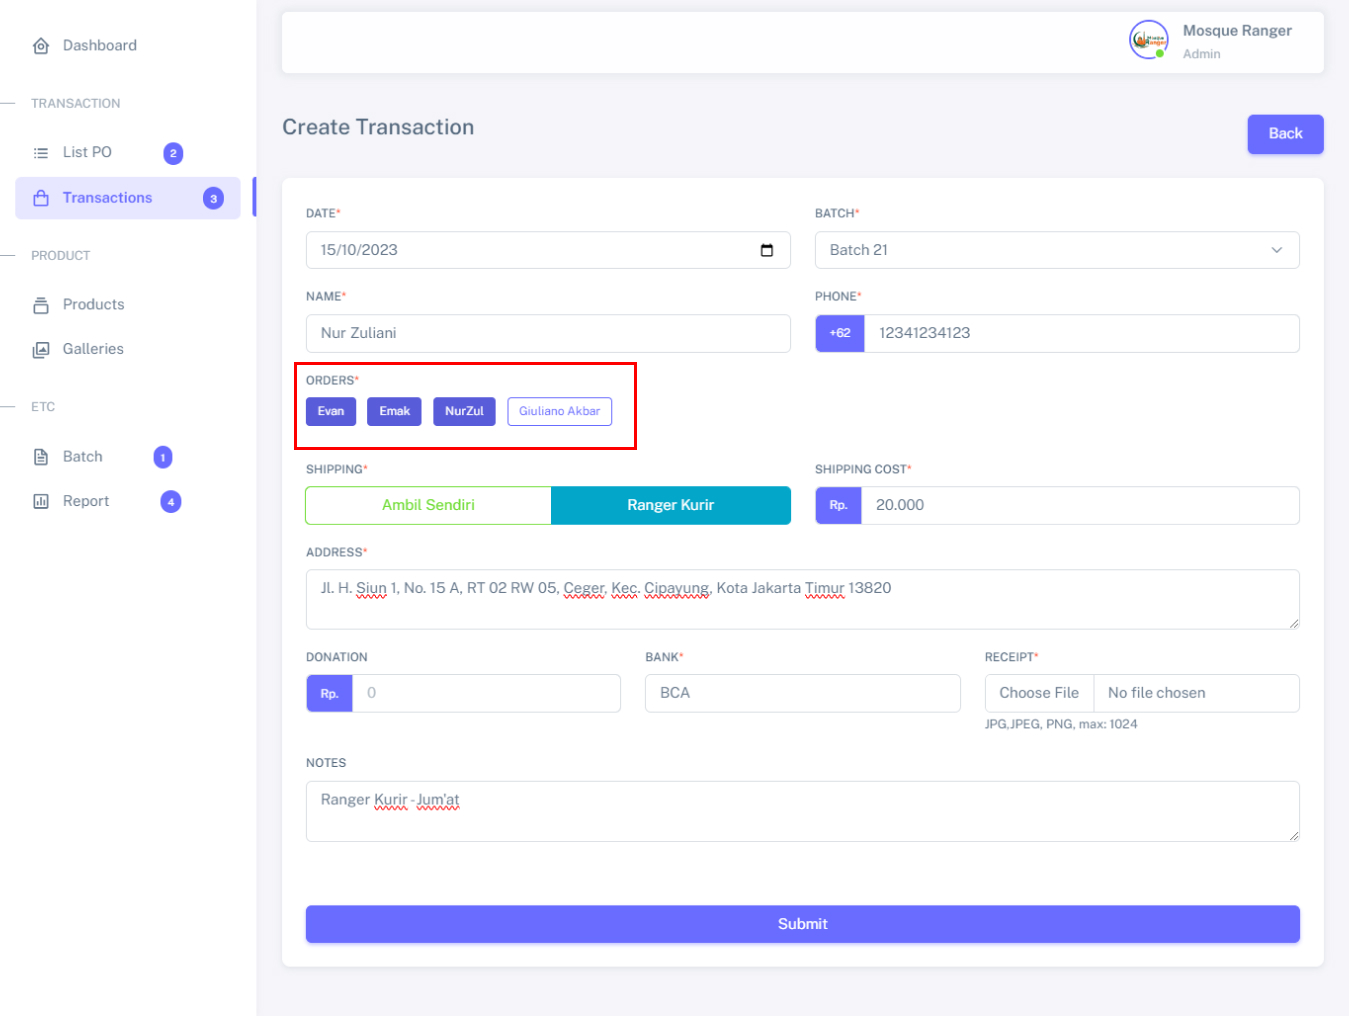 Dashboard
TRANSACTION
List PO 2
Transactions 3
PRODUCT
Products
Galleries
ETC
Batch 1
Report 4
Mosque Ranger
Mosque Ranger
Admin
Create Transaction
Back
DATE* BATCH*
15/10/2023 Batch 21
NAME* PHONE*
Nur Zuliani +62 12341234123
ORDERS*
Evan Emak NurZul Giuliano Akbar
SHIPPING* SHIPPING COST*
Ambil Sendiri Ranger Kurir Rp. 20.000
ADDRESS*
Jl. H. Siun 1, No. 15 A, RT 02 RW 05, Ceger, Kec. Cipayung, Kota Jakarta Timur 13820
DONATION BANK* RECEIPT*
Rp. 0 BCA Choose File No file chosen
JPG,JPEG, PNG, max: 1024
NOTES
Ranger Kurir - Jum'at
Submit